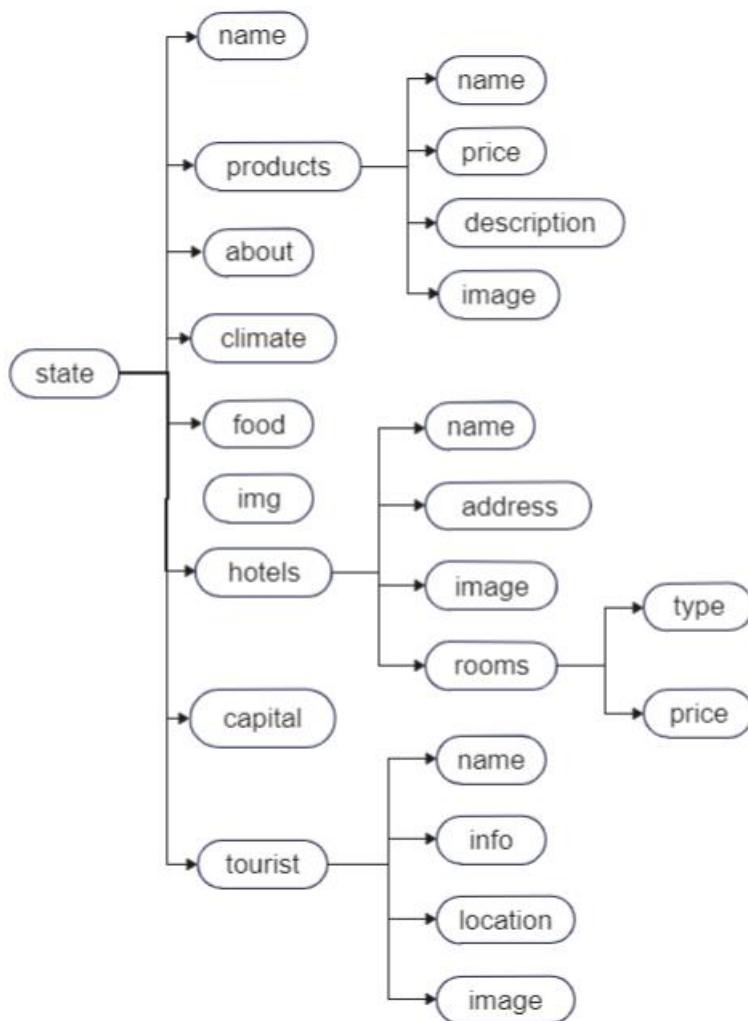 name
products
name
price
description
image
about
climate
state
food
img
hotels
name
address
image
rooms
type
price
capital
tourist
name
info
location
image